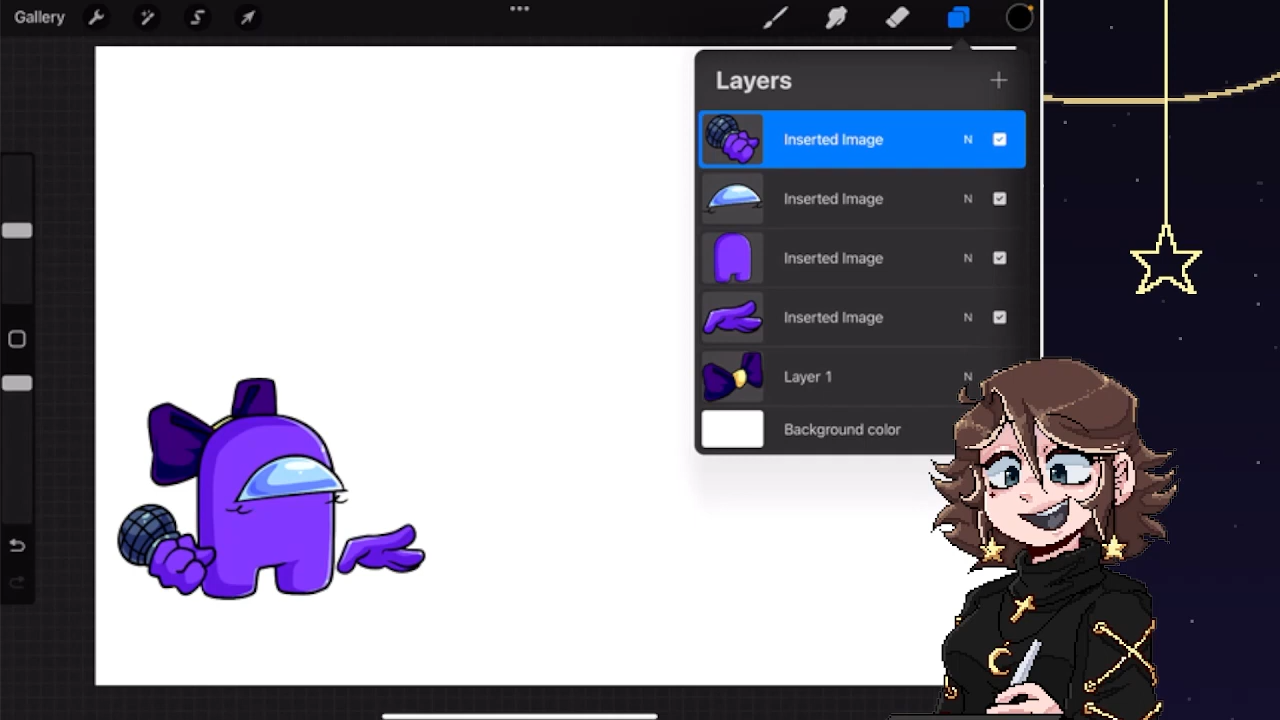 Gallery
Layers
Inserted Image N
Inserted Image N
Inserted Image N
Inserted Image N
Layer 1 N
Background color